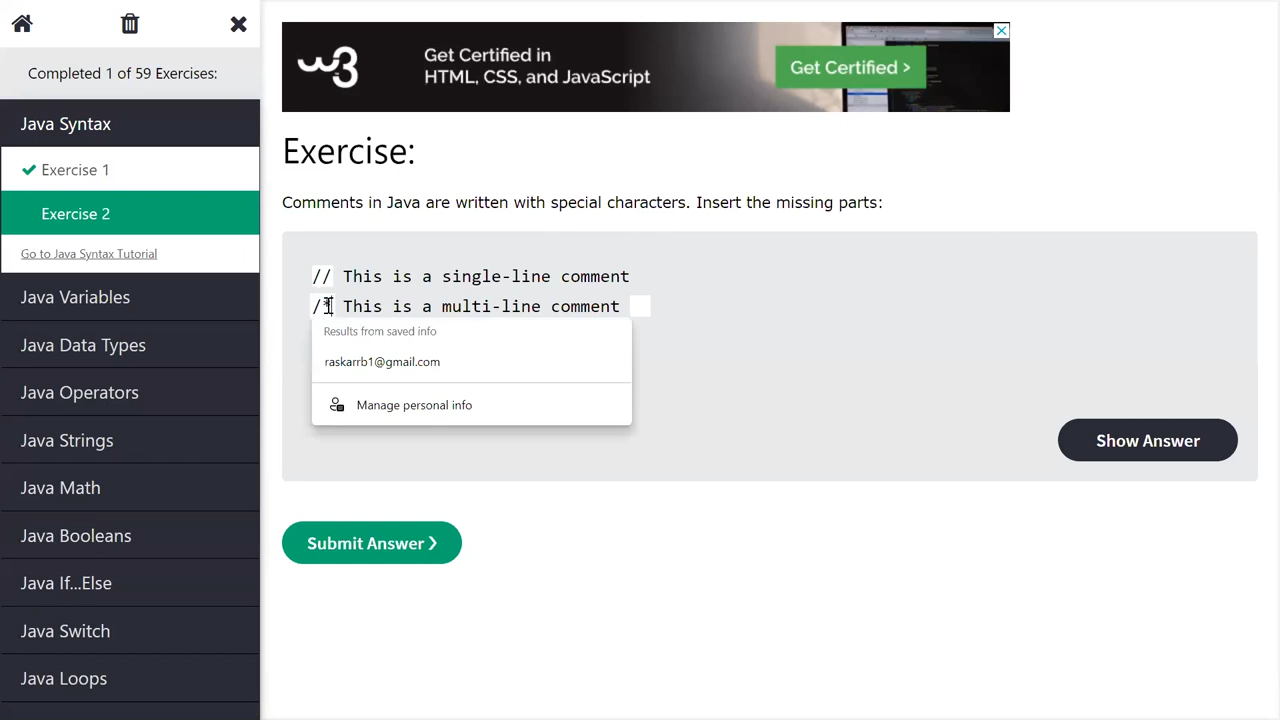 Completed 1 of 59 Exercises:
Java Syntax
Exercise 1
Exercise 2
Go to Java Syntax Tutorial
Java Variables
Java Data Types
Java Operators
Java Strings
Java Math
Java Booleans
Java If...Else
Java Switch
Java Loops
w3
Get Certified in
HTML, CSS, and JavaScript
Get Certified >
Exercise:
Comments in Java are written with special characters. Insert the missing parts:
// This is a single-line comment
/* This is a multi-line comment
Results from saved info
raskarrb1@gmail.com
Manage personal info
Show Answer
Submit Answer ❯